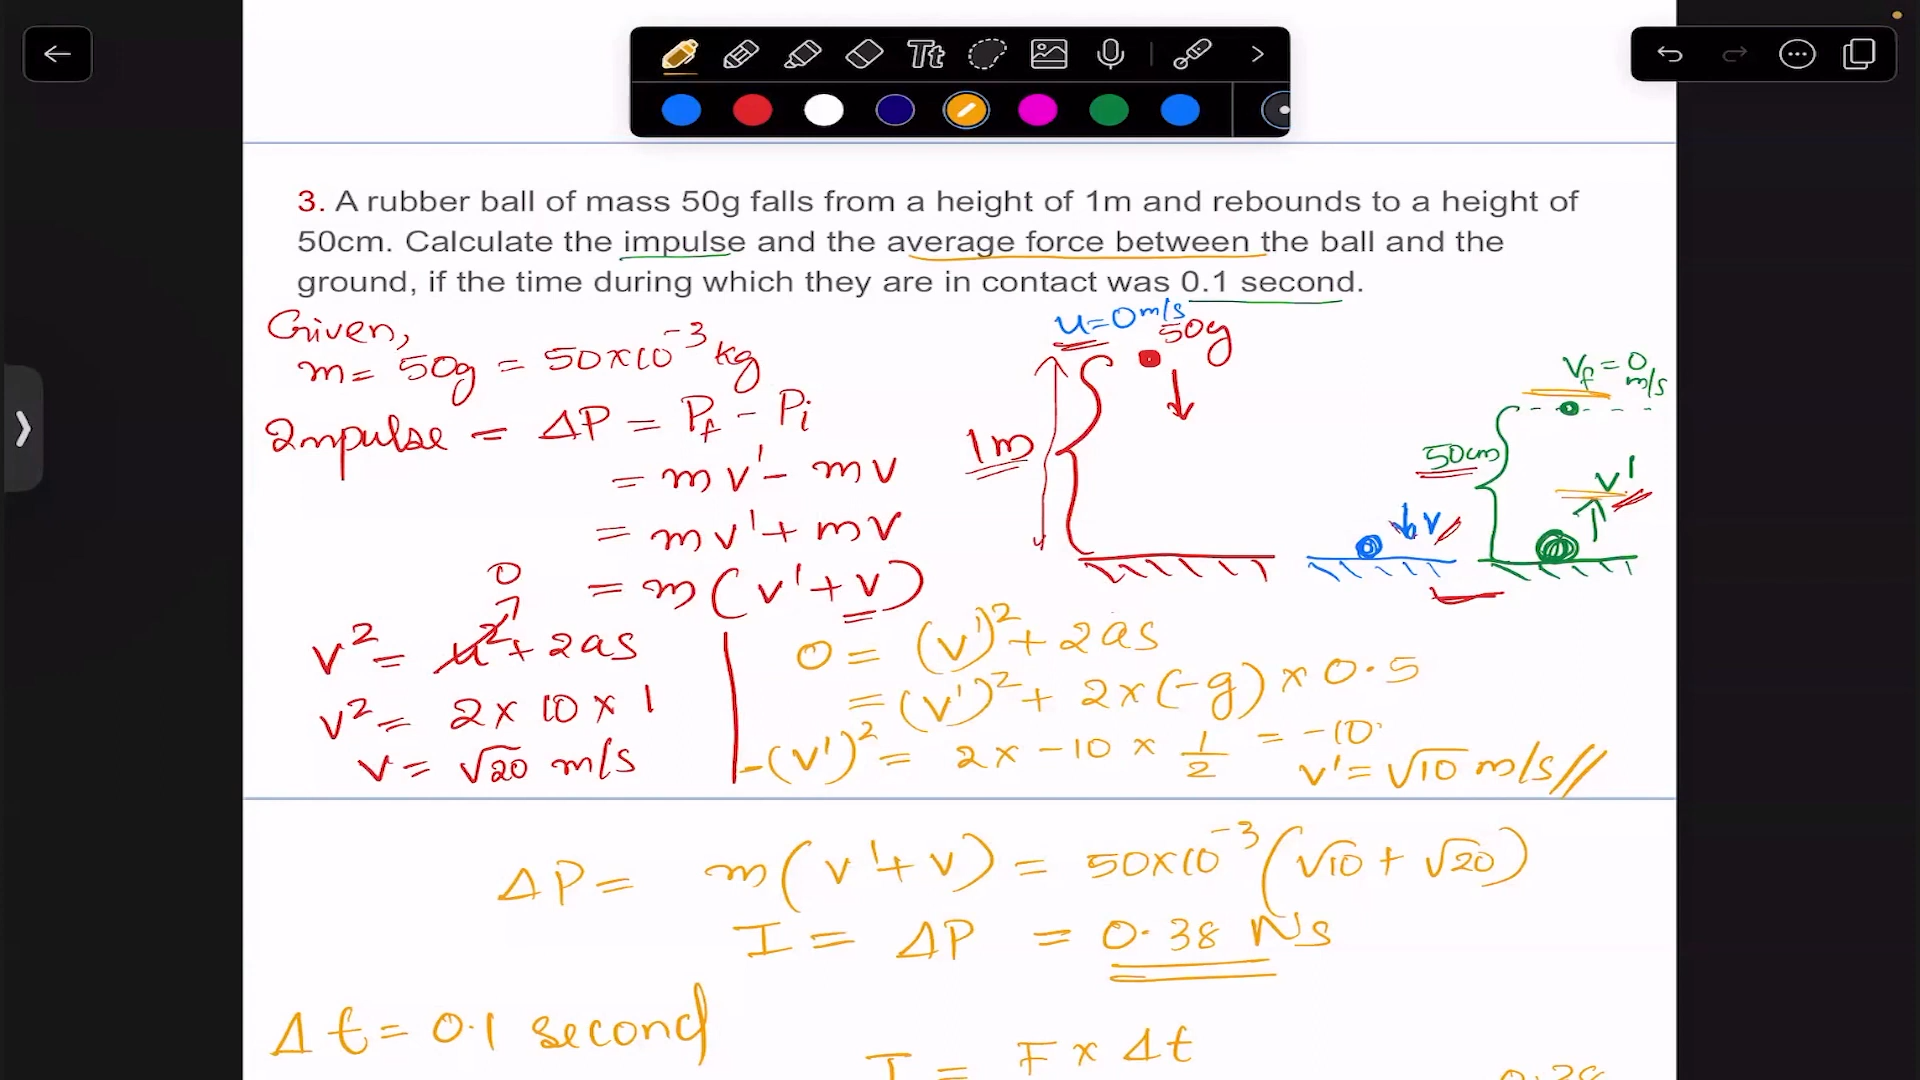 Tt
3. A rubber ball of mass 50g falls from a height of 1m and rebounds to a height of
50cm. Calculate the impulse and the average force between the ball and the
ground, if the time during which they are in contact was 0.1 second.
Given,
m = 50g = 50×10⁻³ kg
Impulse = ΔP = Pf - Pi
= mv' - mv
= mv' + mv
= m(v' + v)
0
v² = u² + 2as
v² = 2 × 10 × 1
v = √20 m/s
u = 0 m/s
50g
1m
v
Vf = 0 m/s
50cm
v'
0 = (v')² + 2as
= (v')² + 2×(-g) × 0.5
-(v')² = 2 × -10 × 1/2 = -10
v' = √10 m/s //
ΔP = m(v' + v) = 50×10⁻³ (√10 + √20)
I = ΔP = 0.38 Ns
Δt = 0.1 second
I = F × Δt
0.38